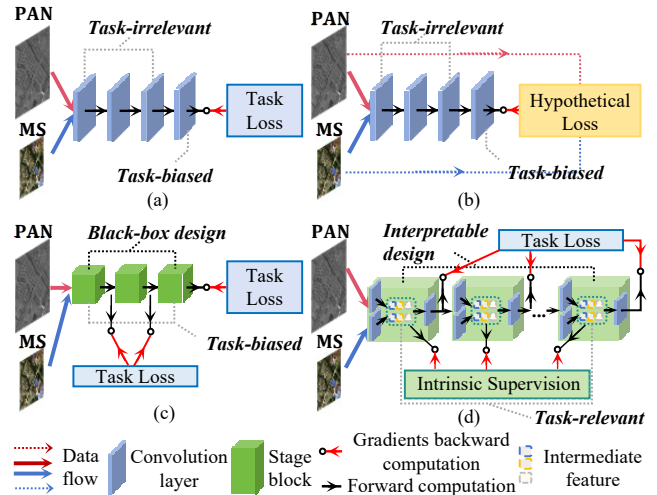 PAN
Task-irrelevant
Task
Loss
MS
Task-biased
(a)
PAN
Task-irrelevant
Hypothetical
Loss
MS
Task-biased
(b)
PAN
Black-box design
Task
Loss
MS
Task-biased
Task Loss
(c)
PAN
Interpretable
design
Task Loss
...
MS
Intrinsic Supervision
(d)
Task-relevant
Data
flow
Convolution
layer
Stage
block
Gradients backward
computation
Forward computation
Intermediate
feature